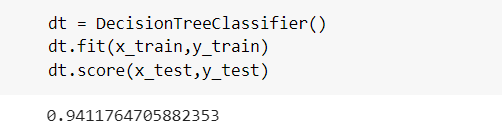 dt = DecisionTreeClassifier()
dt.fit(x_train,y_train)
dt.score(x_test,y_test)
0.9411764705882353